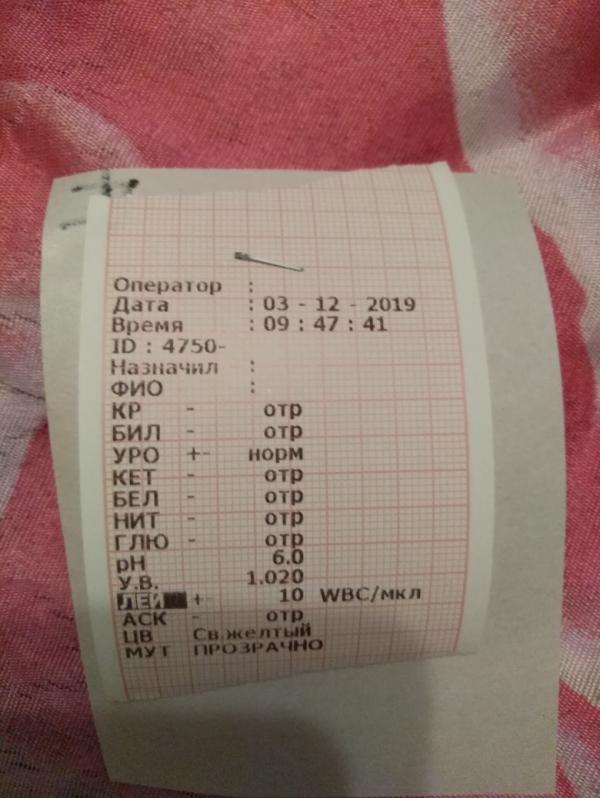 Оператор :
Дата : 03 - 12 - 2019
Время : 09 : 47 : 41
ID : 4750-
Назначил :
ФИО :
КР - отр
БИЛ - отр
УРО +- норм
КЕТ - отр
БЕЛ - отр
НИТ - отр
ГЛЮ - отр
pH 6.0
У.В. 1.020
ЛЕЙ +- 10 WBC/мкл
АСК - отр
ЦВ Св.желтый
МУТ ПРОЗРАЧНО